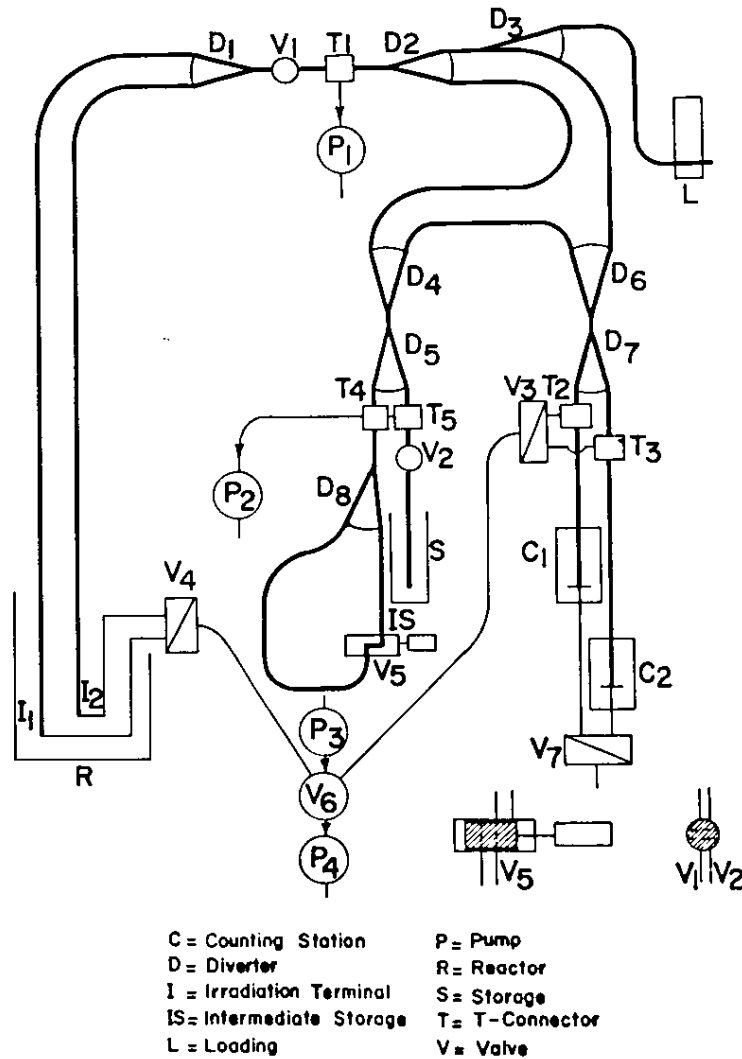 D1 V1 T1 D2 D3
P1
L
D4 D6
D5 D7
T4 T5 V3 T2
V2 T3
P2
D8
S C1
V4
IS
V5
I1 I2 C2
P3
R V7
V6
P4
V5 V1 V2
C = Counting Station
D = Diverter
I = Irradiation Terminal
IS = Intermediate Storage
L = Loading
P = Pump
R = Reactor
S = Storage
T = T-Connector
V = Valve